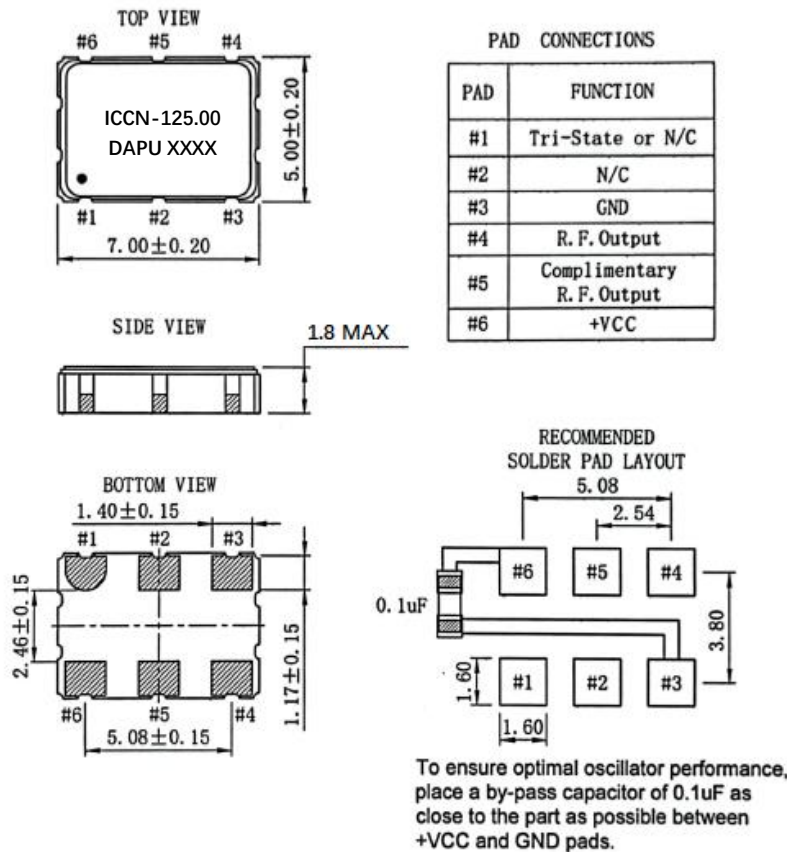 TOP VIEW
#6 #5 #4
ICCN-125.00
DAPU XXXX
#1 #2 #3
7.00±0.20
5.00±0.20
PAD CONNECTIONS
PAD FUNCTION
#1 Tri-State or N/C
#2 N/C
#3 GND
#4 R.F.Output
#5 Complimentary
R.F.Output
#6 +VCC
SIDE VIEW
1.8 MAX
BOTTOM VIEW
1.40±0.15
#1 #2 #3
2.46±0.15
1.17±0.15
#6 #5 #4
5.08±0.15
RECOMMENDED
SOLDER PAD LAYOUT
5.08
2.54
#6 #5 #4
0.1uF
3.80
1.60
#1 #2 #3
1.60
To ensure optimal oscillator performance,
place a by-pass capacitor of 0.1uF as
close to the part as possible between
+VCC and GND pads.